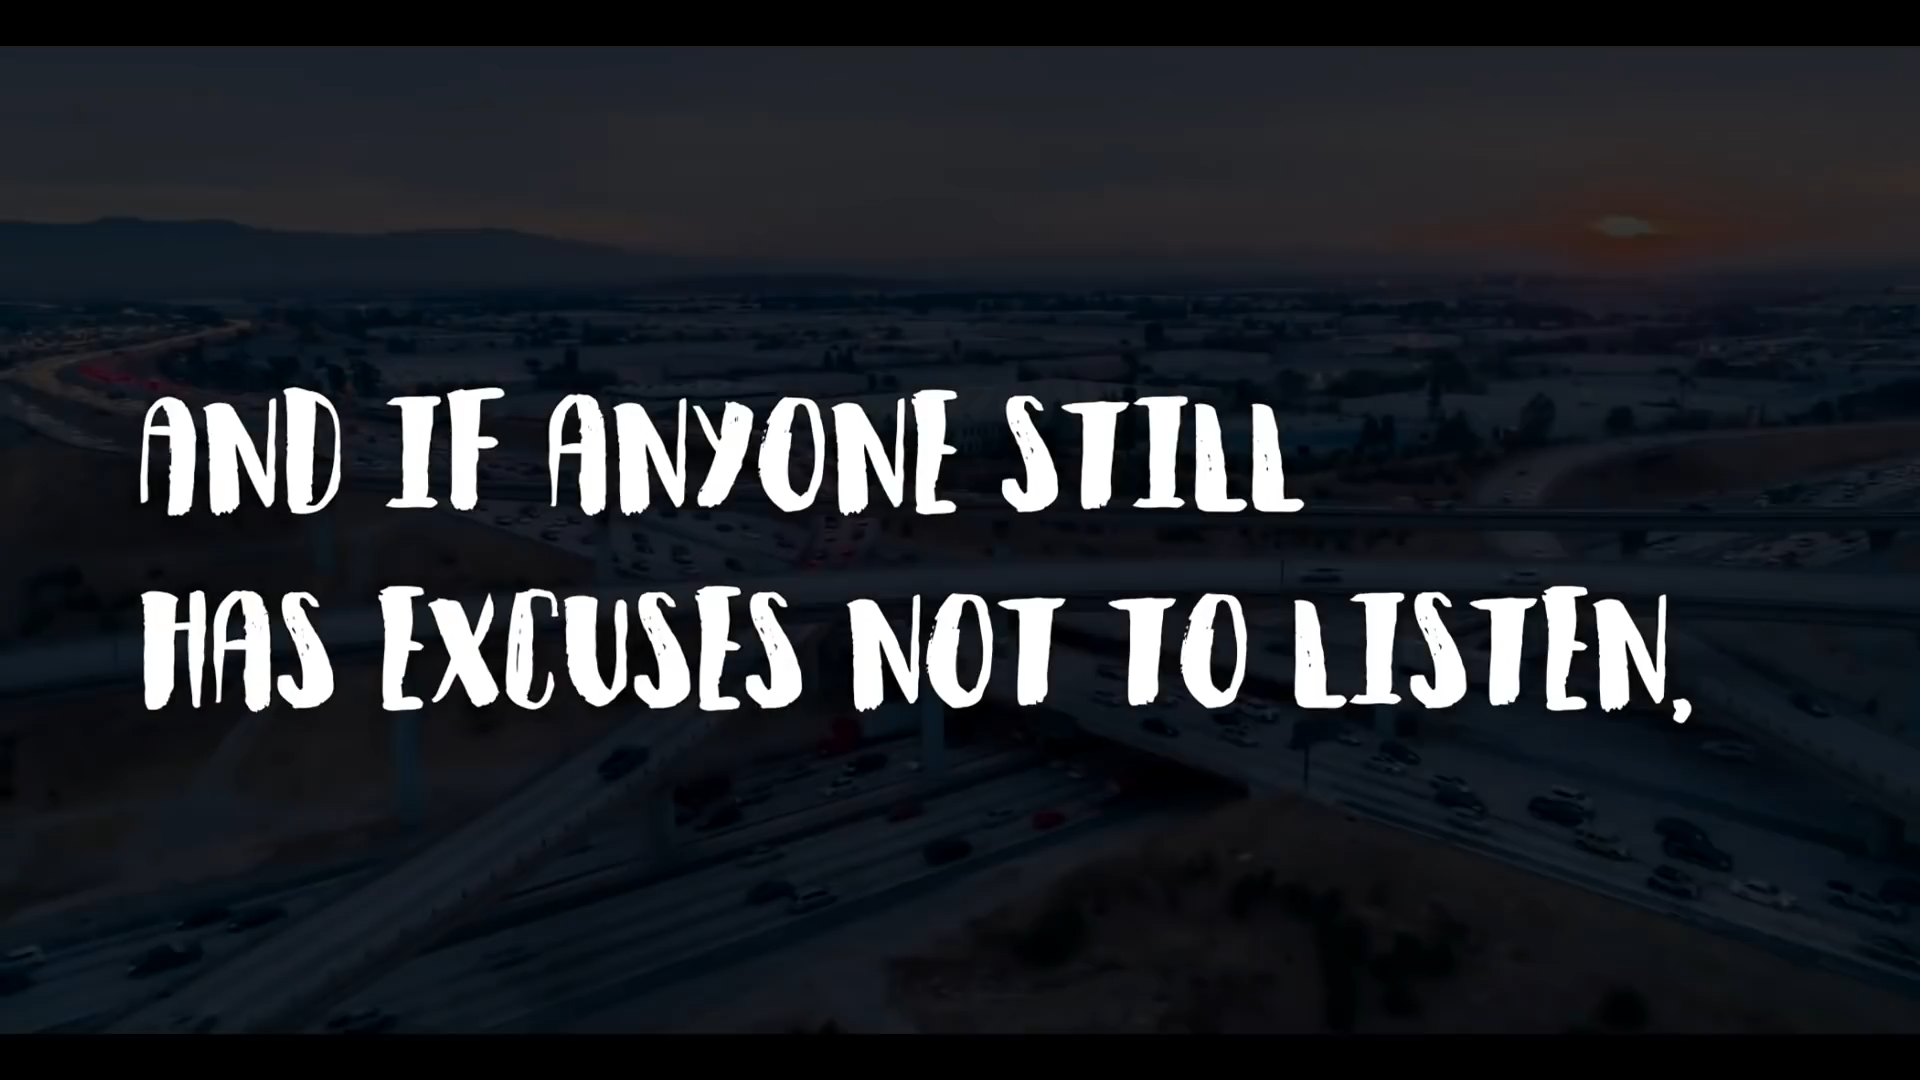 AND IF ANYONE STILL
HAS EXCUSES NOT TO LISTEN,